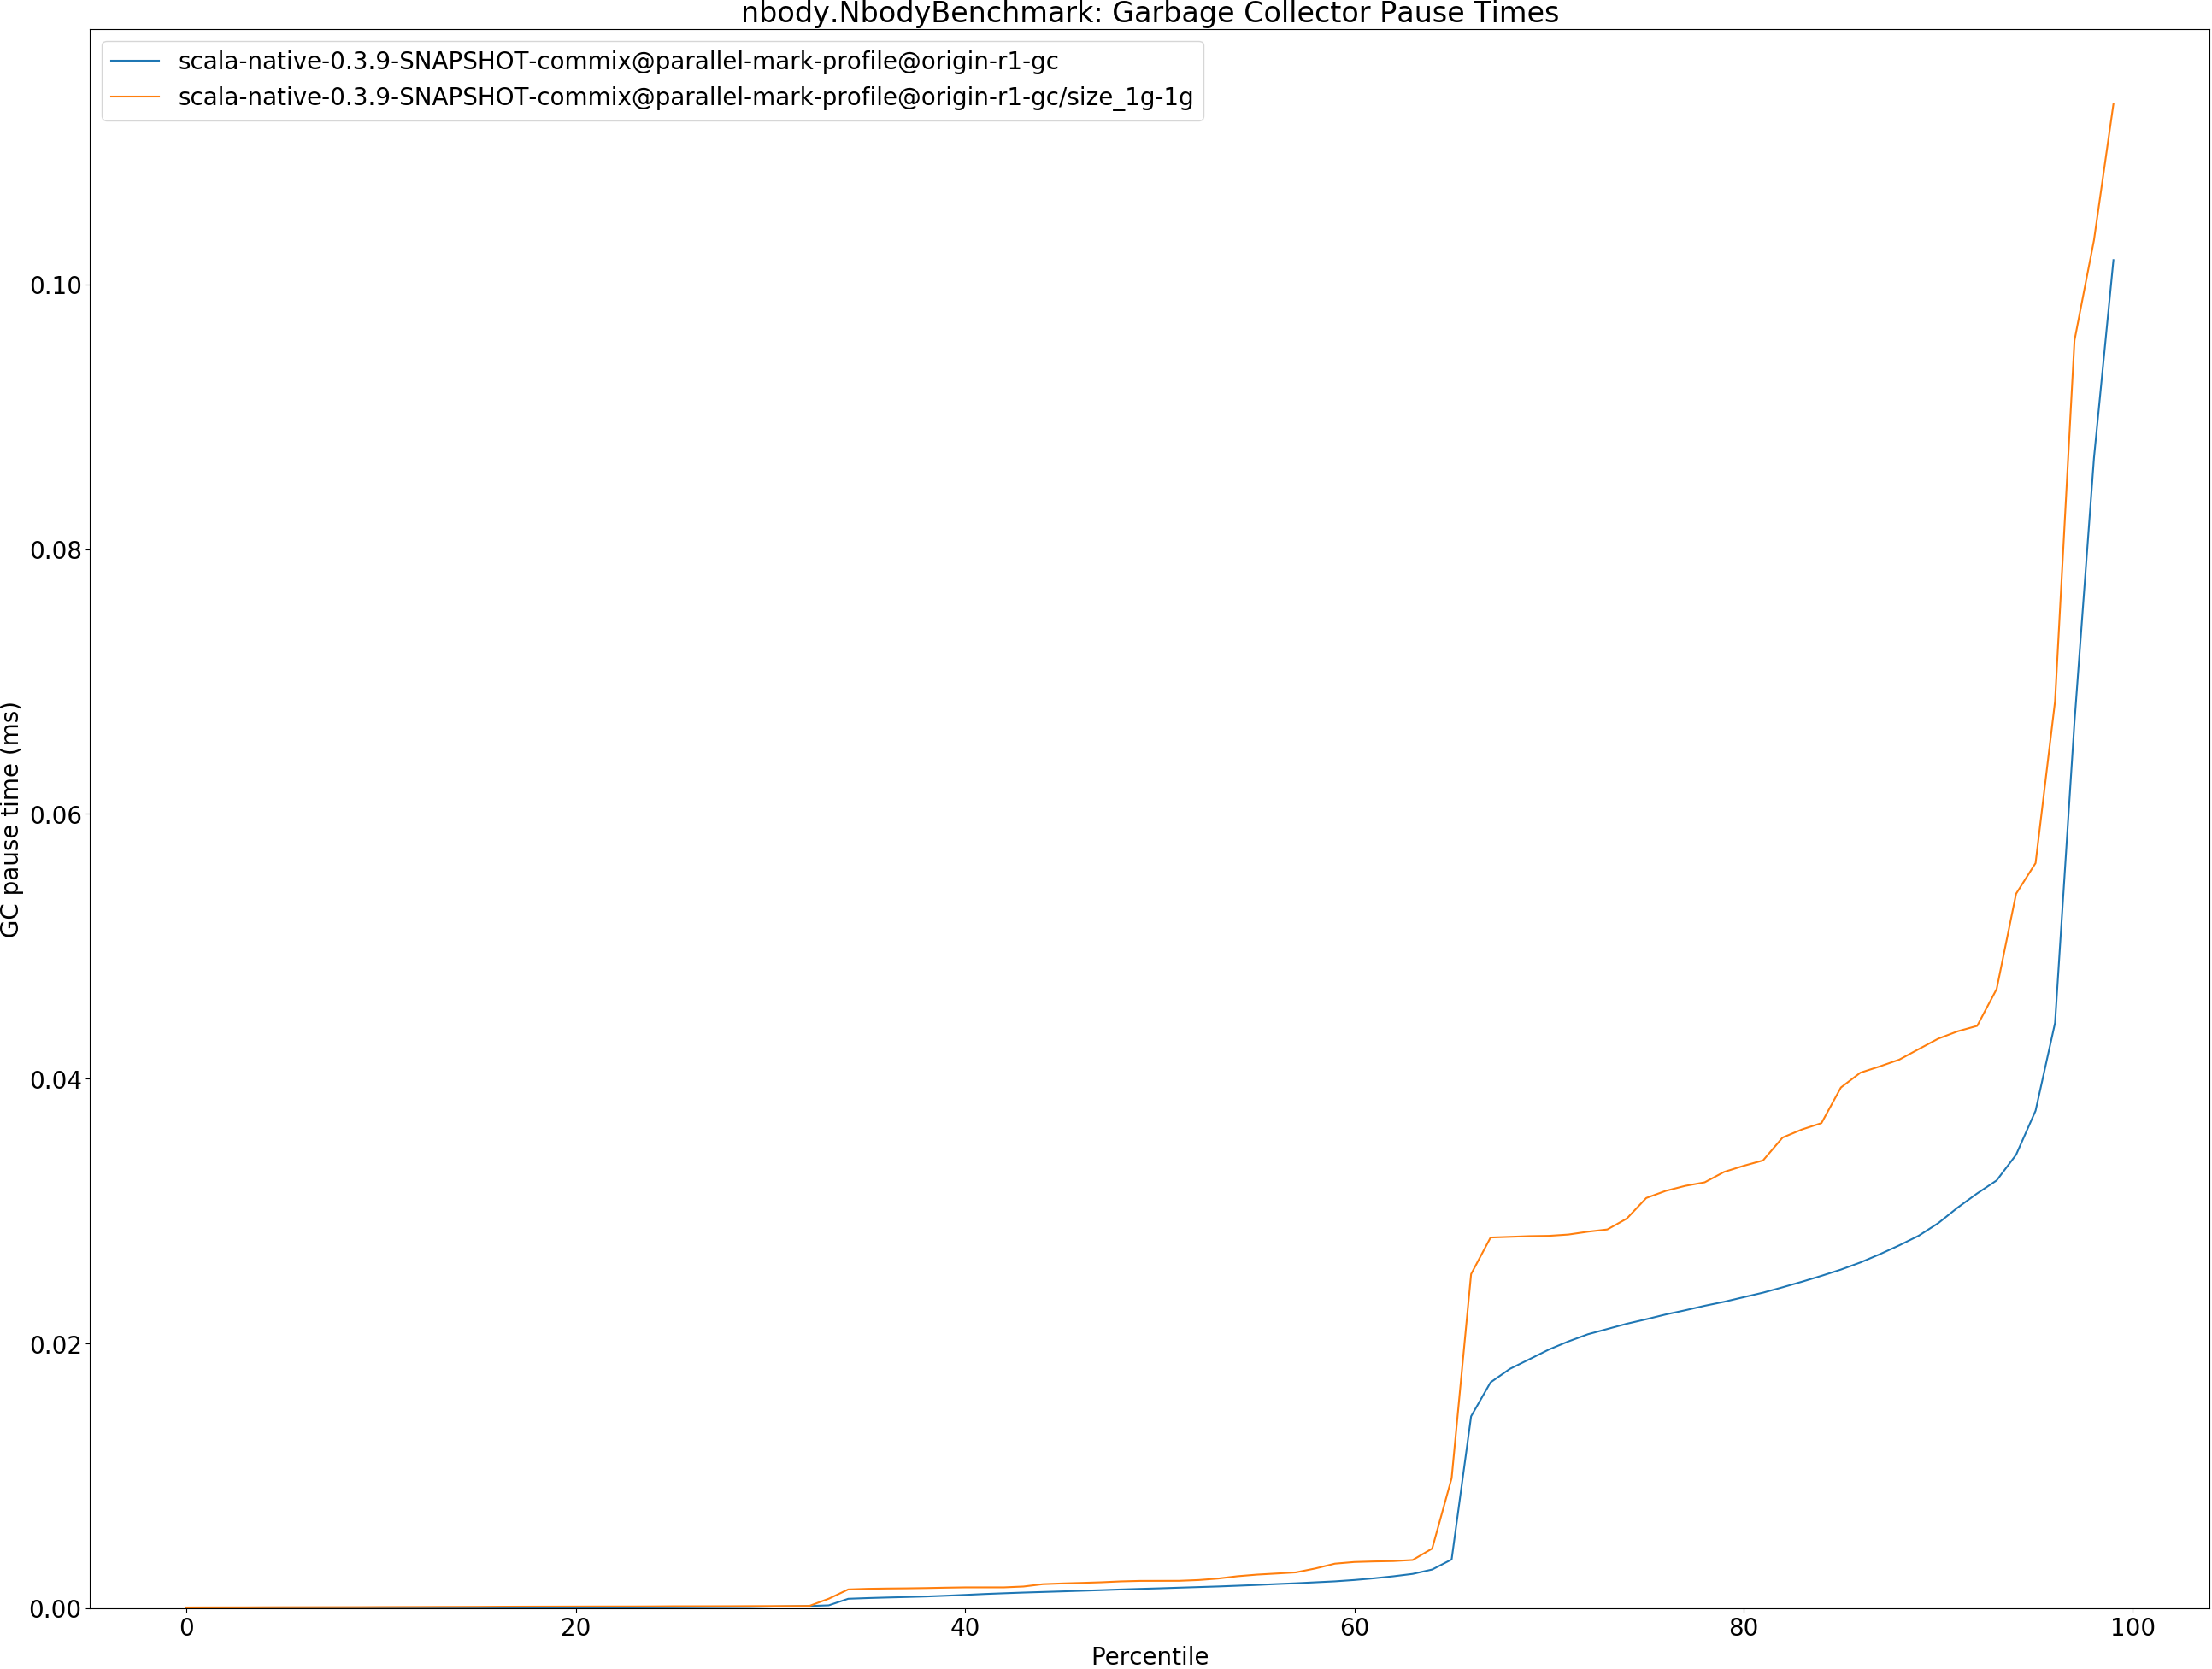 nbody.NbodyBenchmark: Garbage Collector Pause Times
scala-native-0.3.9-SNAPSHOT-commix@parallel-mark-profile@origin-r1-gc
scala-native-0.3.9-SNAPSHOT-commix@parallel-mark-profile@origin-r1-gc/size_1g-1g
0.10
0.08
0.06
0.04
0.02
0.00
GC pause time (ms)
0 20 40 60 80 100
Percentile